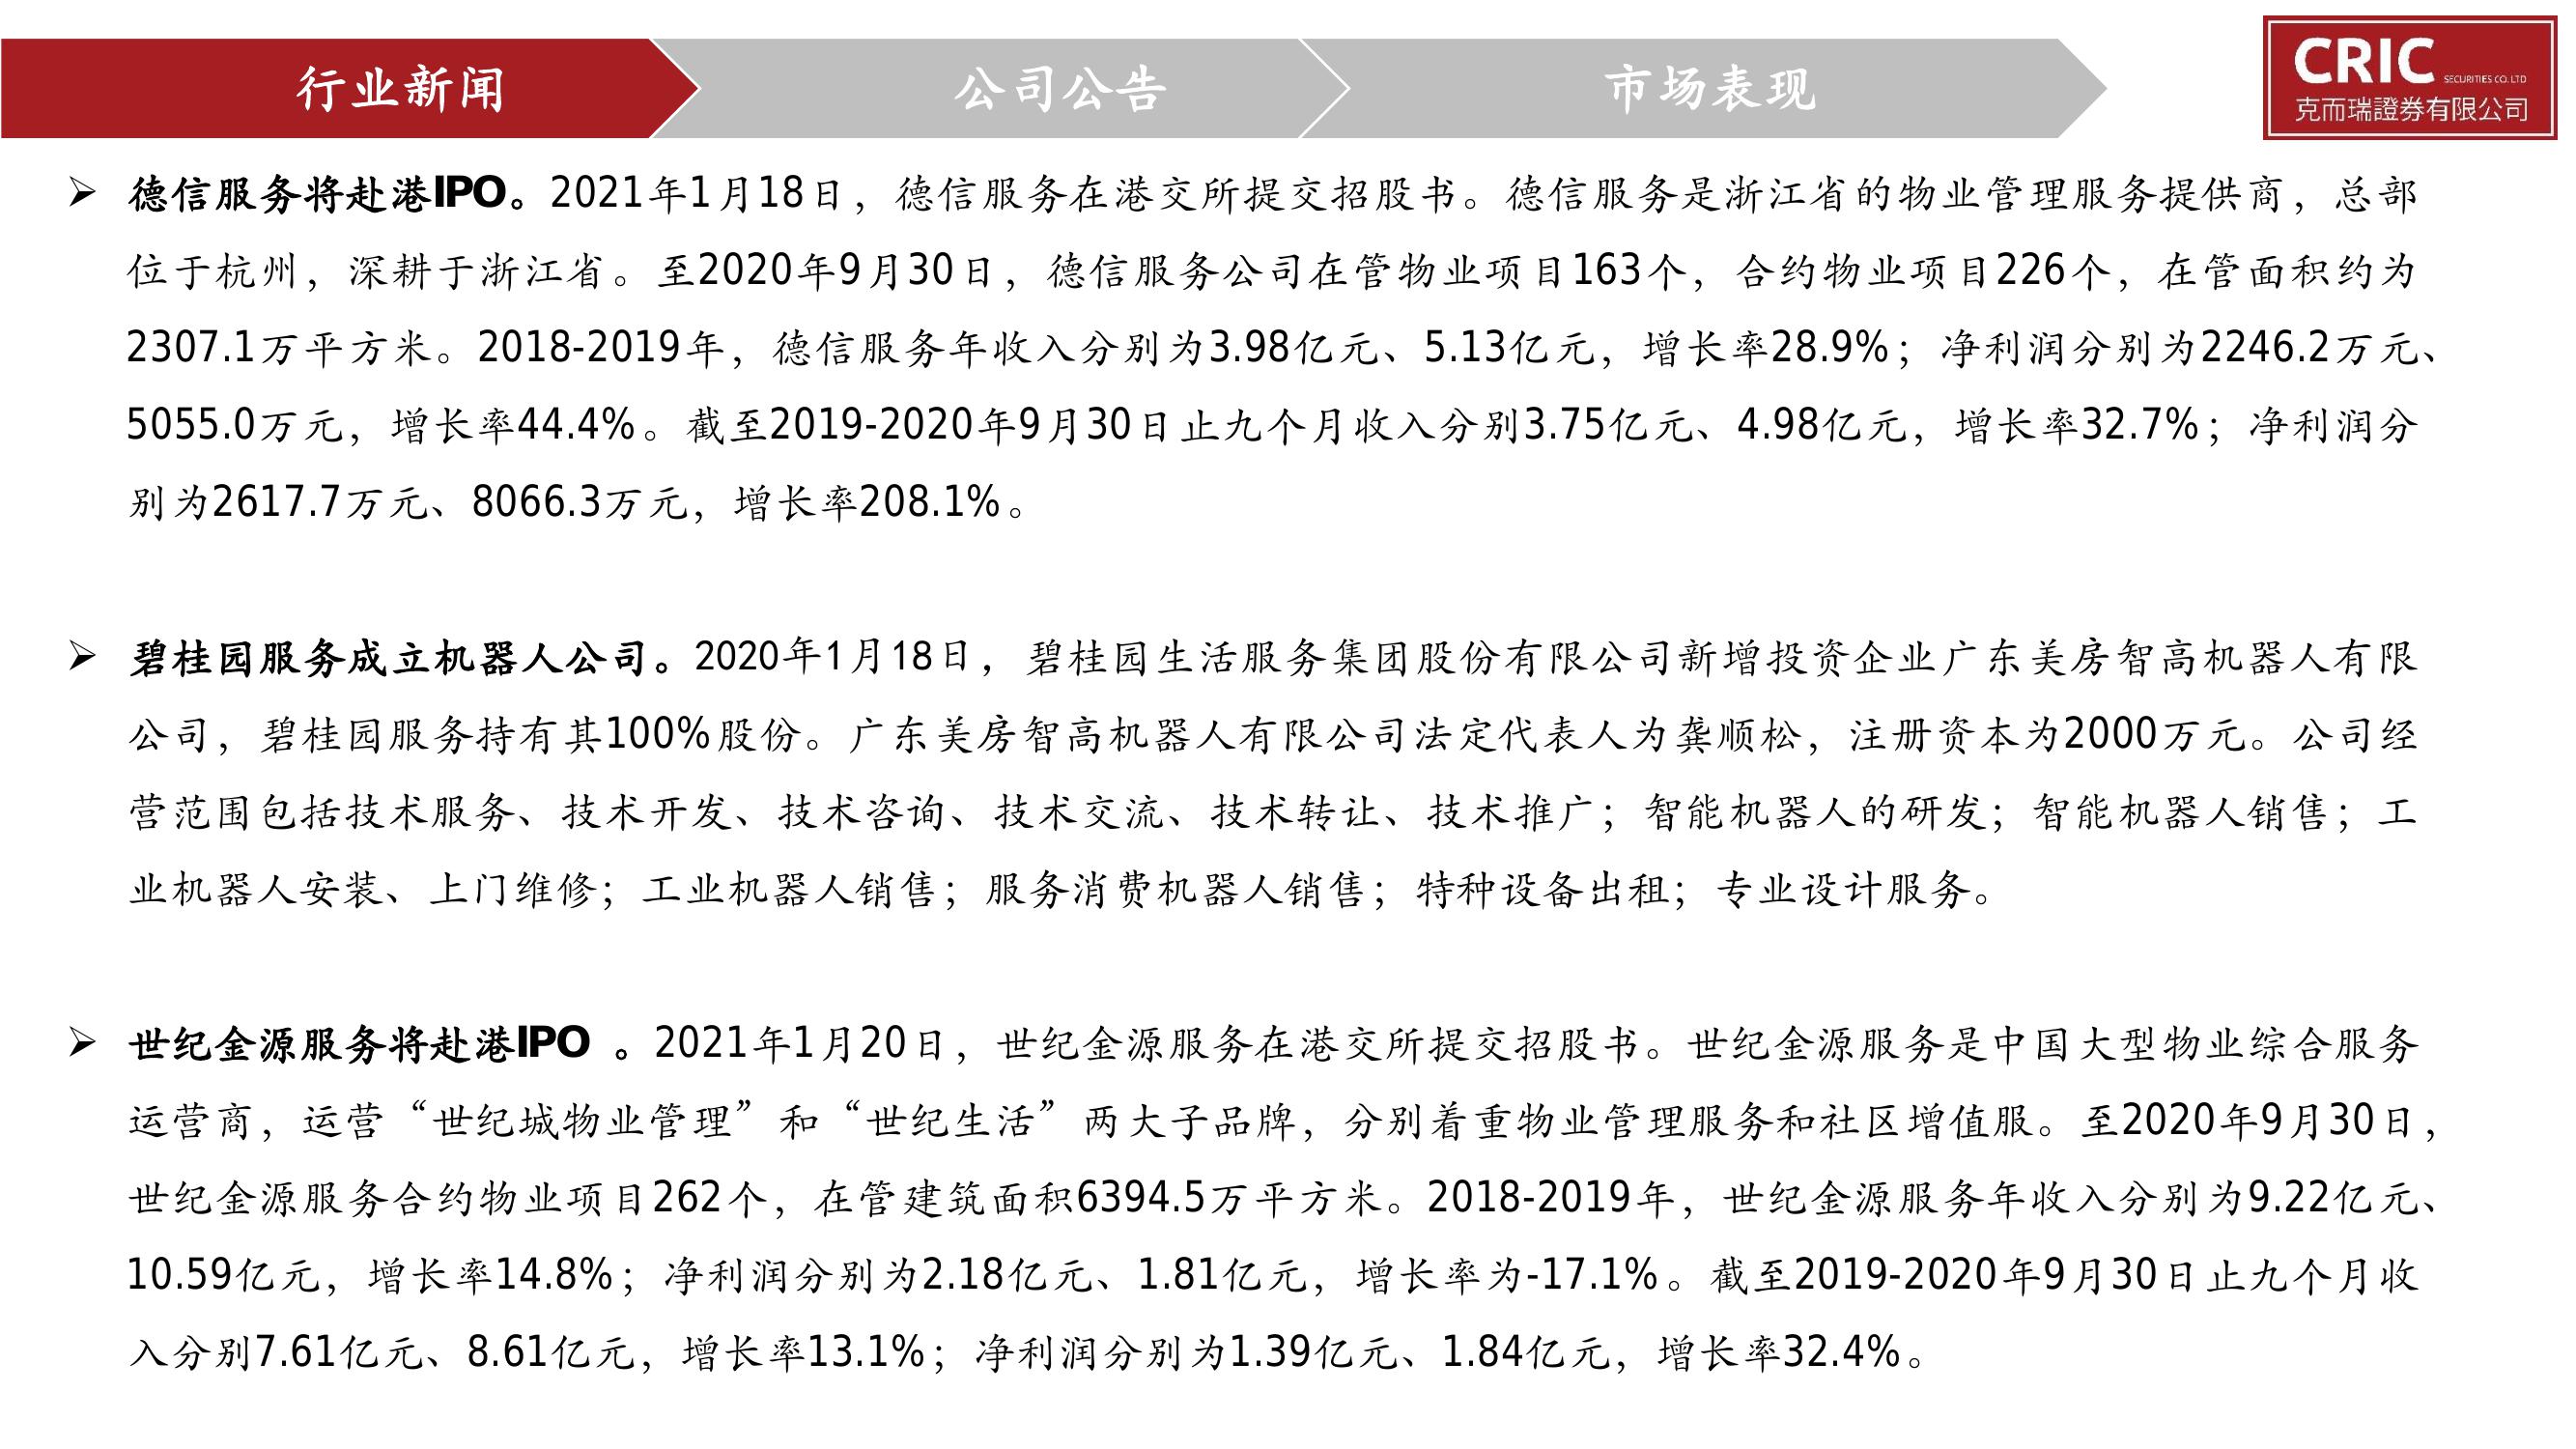 行业新闻
公司公告
市场表现
CRIC SECURITIES CO. LTD
克而瑞證券有限公司
➢ 德信服务将赴港IPO。2021年1月18日，德信服务在港交所提交招股书。德信服务是浙江省的物业管理服务提供商，总部
位于杭州，深耕于浙江省。至2020年9月30日，德信服务公司在管物业项目163个，合约物业项目226个，在管面积约为
2307.1万平方米。2018-2019年，德信服务年收入分别为3.98亿元、5.13亿元，增长率28.9%；净利润分别为2246.2万元、
5055.0万元，增长率44.4%。截至2019-2020年9月30日止九个月收入分别3.75亿元、4.98亿元，增长率32.7%；净利润分
别为2617.7万元、8066.3万元，增长率208.1%。
➢ 碧桂园服务成立机器人公司。2020年1月18日，碧桂园生活服务集团股份有限公司新增投资企业广东美房智高机器人有限
公司，碧桂园服务持有其100%股份。广东美房智高机器人有限公司法定代表人为龚顺松，注册资本为2000万元。公司经
营范围包括技术服务、技术开发、技术咨询、技术交流、技术转让、技术推广；智能机器人的研发；智能机器人销售；工
业机器人安装、上门维修；工业机器人销售；服务消费机器人销售；特种设备出租；专业设计服务。
➢ 世纪金源服务将赴港IPO 。2021年1月20日，世纪金源服务在港交所提交招股书。世纪金源服务是中国大型物业综合服务
运营商，运营“世纪城物业管理”和“世纪生活”两大子品牌，分别着重物业管理服务和社区增值服。至2020年9月30日，
世纪金源服务合约物业项目262个，在管建筑面积6394.5万平方米。2018-2019年，世纪金源服务年收入分别为9.22亿元、
10.59亿元，增长率14.8%；净利润分别为2.18亿元、1.81亿元，增长率为-17.1%。截至2019-2020年9月30日止九个月收
入分别7.61亿元、8.61亿元，增长率13.1%；净利润分别为1.39亿元、1.84亿元，增长率32.4%。